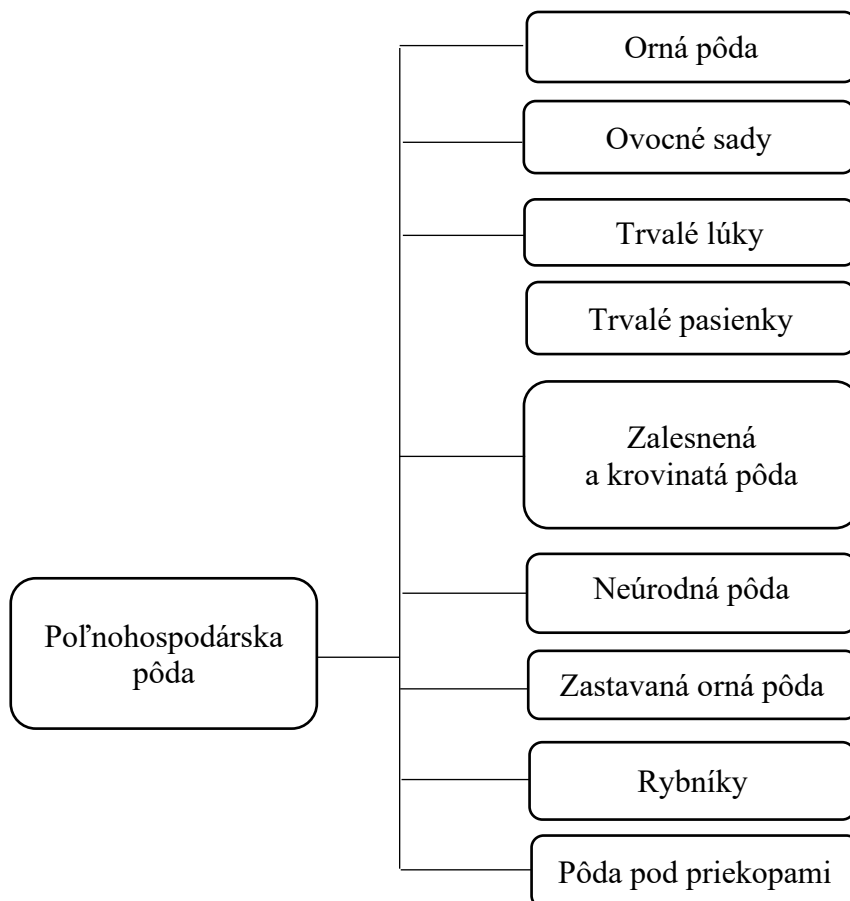 Orná pôda
Ovocné sady
Trvalé lúky
Trvalé pasienky
Zalesnená
a krovinatá pôda
Neúrodná pôda
Poľnohospodárska
pôda
Zastavaná orná pôda
Rybníky
Pôda pod priekopami